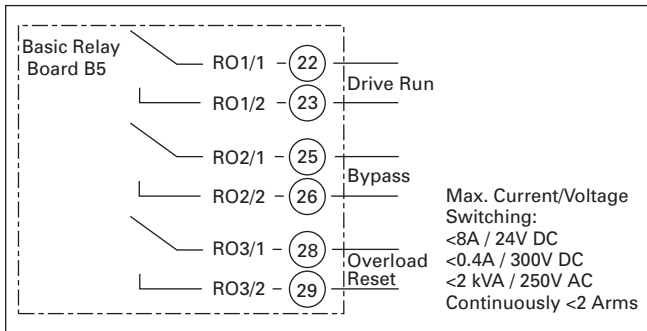 Basic Relay
Board B5
RO1/1
22
Drive Run
RO1/2
23
RO2/1
25
Bypass
RO2/2
26
RO3/1
28
Overload
Reset
RO3/2
29
Max. Current/Voltage
Switching:
<8A / 24V DC
<0.4A / 300V DC
<2 kVA / 250V AC
Continuously <2 Arms